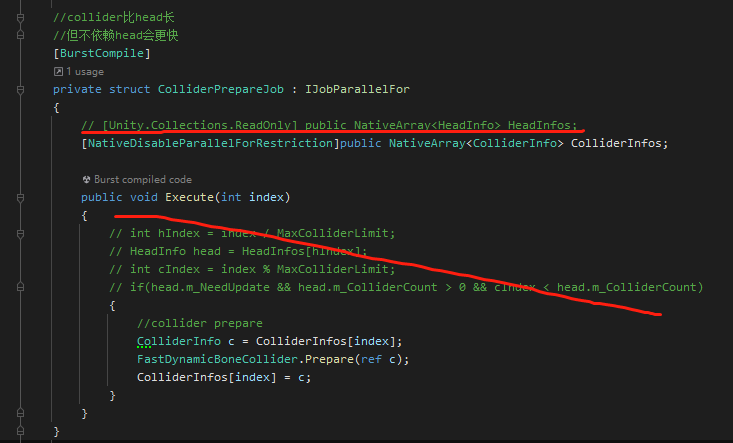 //collider比head长
//但不依赖head会更快
[BurstCompile]
1 usage
private struct ColliderPrepareJob : IJobParallelFor
{
// [Unity.Collections.ReadOnly] public NativeArray<HeadInfo> HeadInfos;
[NativeDisableParallelForRestriction]public NativeArray<ColliderInfo> ColliderInfos;
Burst compiled code
public void Execute(int index)
{
// int hIndex = index / MaxColliderLimit;
// HeadInfo head = HeadInfos[hIndex];
// int cIndex = index % MaxColliderLimit;
// if(head.m_NeedUpdate && head.m_ColliderCount > 0 && cIndex < head.m_ColliderCount)
{
//collider prepare
ColliderInfo c = ColliderInfos[index];
FastDynamicBoneCollider.Prepare(ref c);
ColliderInfos[index] = c;
}
}
}